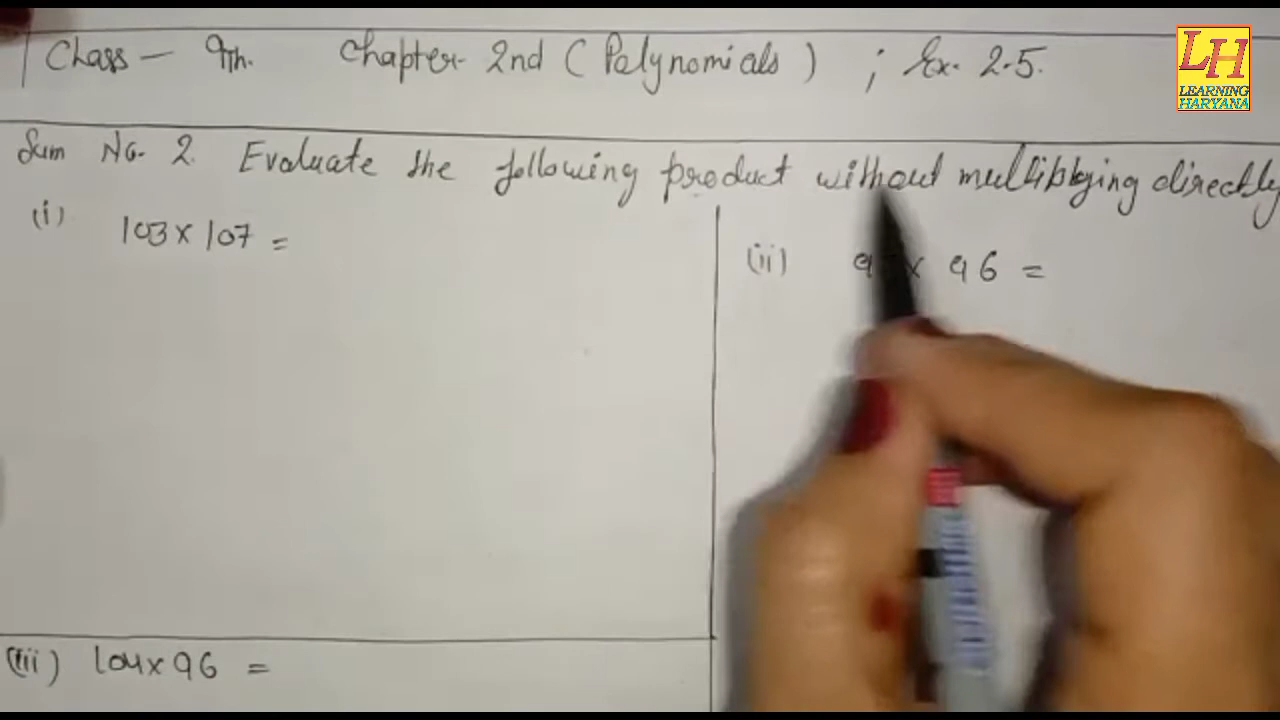 Class - 9th. Chapter 2nd (Polynomials) ; Ex. 2.5.
LH
LEARNING
HARYANA
Sum No. 2. Evaluate the following product without multiplying directly
(i) 103 × 107 =
(ii) × 96 =
(iii) 104 × 96 =